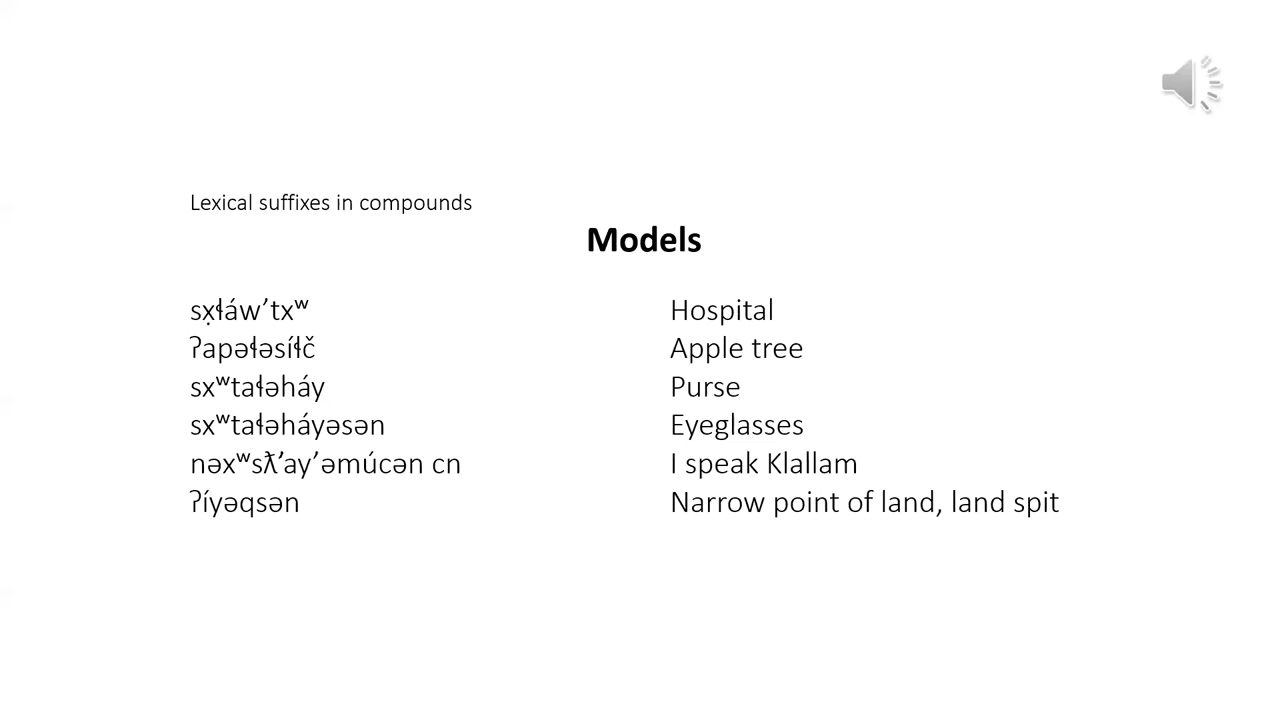 Lexical suffixes in compounds
Models
sx̣ɬáw̕txʷ Hospital
ʔapəɬəsíɬč Apple tree
sxʷtaɬəháy Purse
sxʷtaɬəháyəsən Eyeglasses
nəxʷsƛ̕ay̕əmúcən cn I speak Klallam
ʔíyəqsən Narrow point of land, land spit